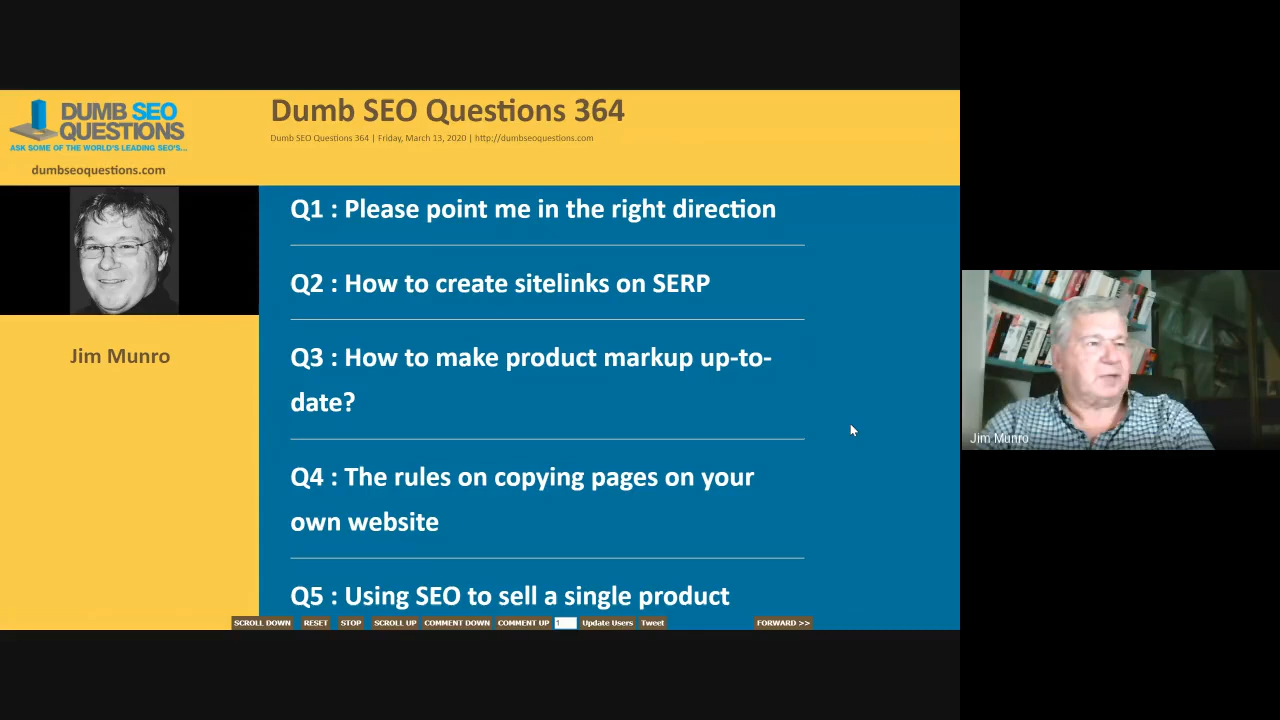 DUMB SEO
QUESTIONS
ASK SOME OF THE WORLD'S LEADING SEO'S...
dumbseoquestions.com
Dumb SEO Questions 364
Dumb SEO Questions 364 | Friday, March 13, 2020 | http://dumbseoquestions.com
Jim Munro
Q1 : Please point me in the right direction
Q2 : How to create sitelinks on SERP
Q3 : How to make product markup up-to-
date?
Q4 : The rules on copying pages on your
own website
Q5 : Using SEO to sell a single product
SCROLL DOWN RESET STOP SCROLL UP COMMENT DOWN COMMENT UP 1 Update Users Tweet FORWARD >>
Jim Munro